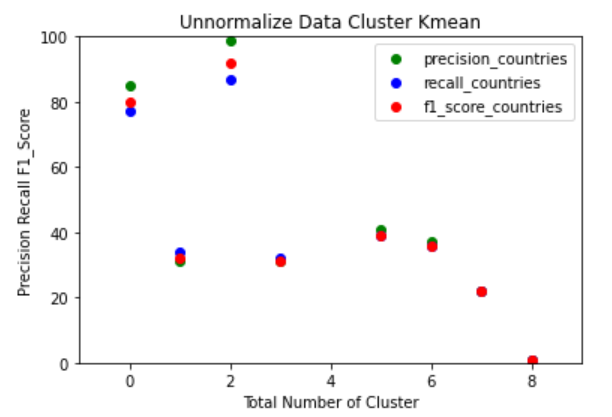 Unnormalize Data Cluster Kmean
100
80
60
40
20
0
Precision Recall F1_Score
precision_countries
recall_countries
f1_score_countries
0 2 4 6 8
Total Number of Cluster